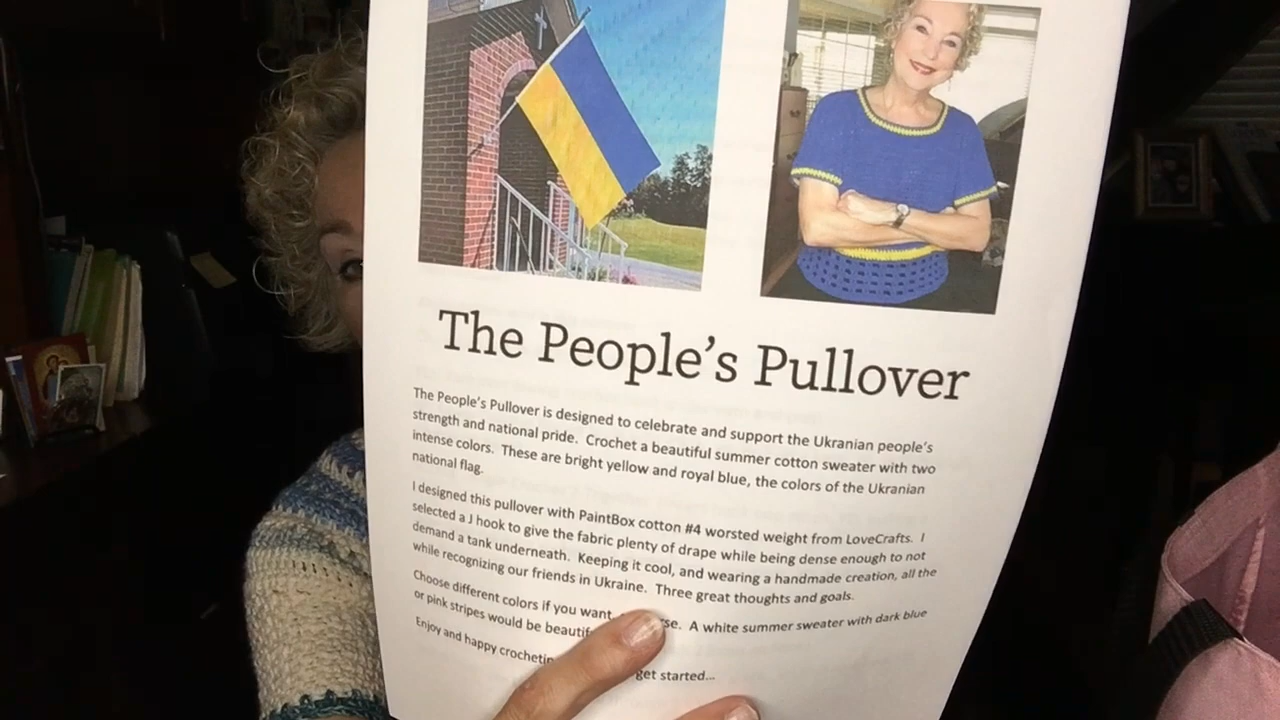 The People's Pullover
The People's Pullover is designed to celebrate and support the Ukranian people's
strength and national pride. Crochet a beautiful summer cotton sweater with two
intense colors. These are bright yellow and royal blue, the colors of the Ukranian
national flag.
I designed this pullover with PaintBox cotton #4 worsted weight from LoveCrafts. I
selected a J hook to give the fabric plenty of drape while being dense enough to not
demand a tank underneath. Keeping it cool, and wearing a handmade creation, all the
while recognizing our friends in Ukraine. Three great thoughts and goals.
Choose different colors if you want A white summer sweater with dark blue
or pink stripes would be
Enjoy and happy get started...